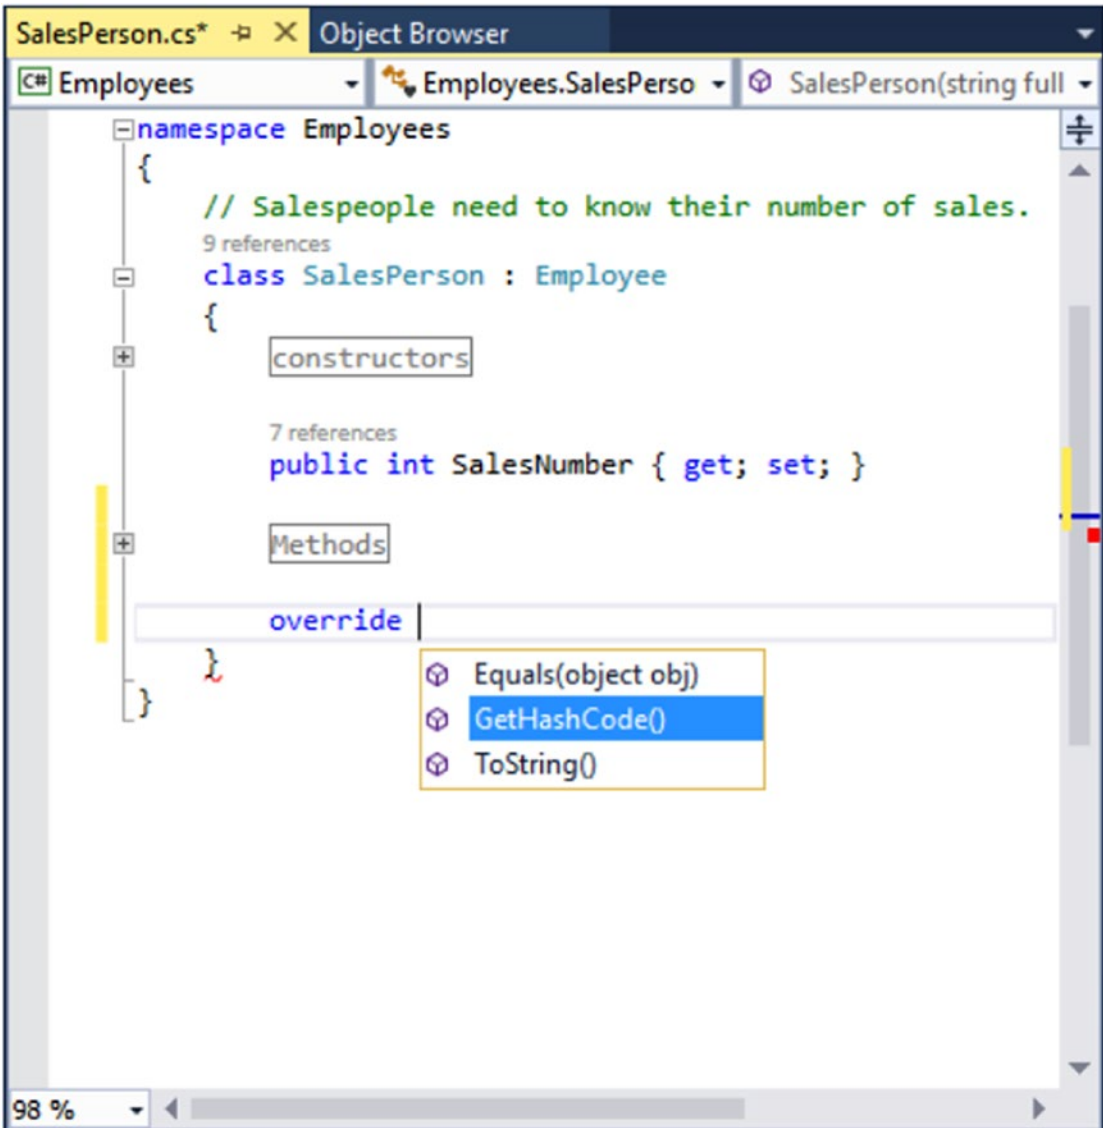 SalesPerson.cs* Object Browser
C# Employees Employees.SalesPerso SalesPerson(string full
namespace Employees
{
// Salespeople need to know their number of sales.
9 references
class SalesPerson : Employee
{
constructors
7 references
public int SalesNumber { get; set; }
Methods
override
}
}
Equals(object obj)
GetHashCode()
ToString()
98 %